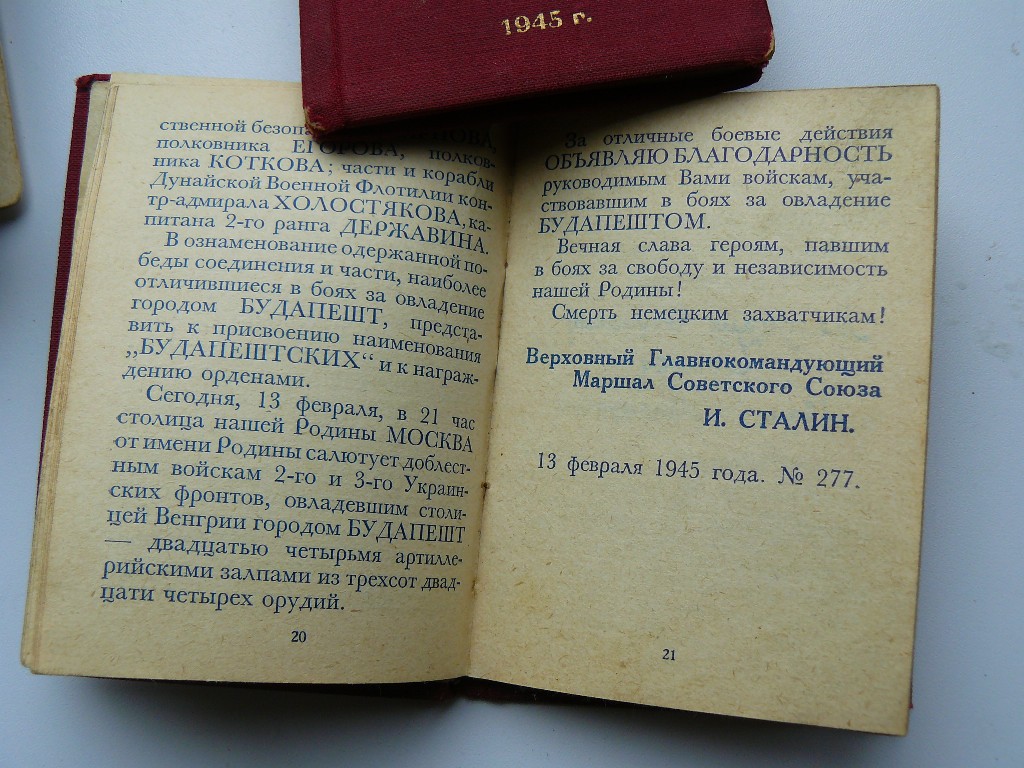 1945 г.
ственной безопа
полковника ЕГОРОВА, полков-
ника КОТКОВА; части и корабли
Дунайской Военной Флотилии кон-
тр-адмирала ХОЛОСТЯКОВА, ка-
питана 2-го ранга ДЕРЖАВИНА.
В ознаменование одержанной по-
беды соединения и части, наиболее
отличившиеся в боях за овладение
городом БУДАПЕШТ, предста-
вить к присвоению наименования
„БУДАПЕШТСКИХ“ и к награж-
дению орденами.
Сегодня, 13 февраля, в 21 час
столица нашей Родины МОСКВА
от имени Родины салютует доблест-
ным войскам 2-го и 3-го Украин-
ских фронтов, овладевшим столи-
цей Венгрии городом БУДАПЕШТ
— двадцатью четырьмя артилле-
рийскими залпами из трехсот двад-
цати четырех орудий.
20
За отличные боевые действия
ОБЪЯВЛЯЮ БЛАГОДАРНОСТЬ
руководимым Вами войскам, уча-
ствовавшим в боях за овладение
БУДАПЕШТОМ.
Вечная слава героям, павшим
в боях за свободу и независимость
нашей Родины!
Смерть немецким захватчикам!
Верховный Главнокомандующий
Маршал Советского Союза
И. СТАЛИН.
13 февраля 1945 года. № 277.
21